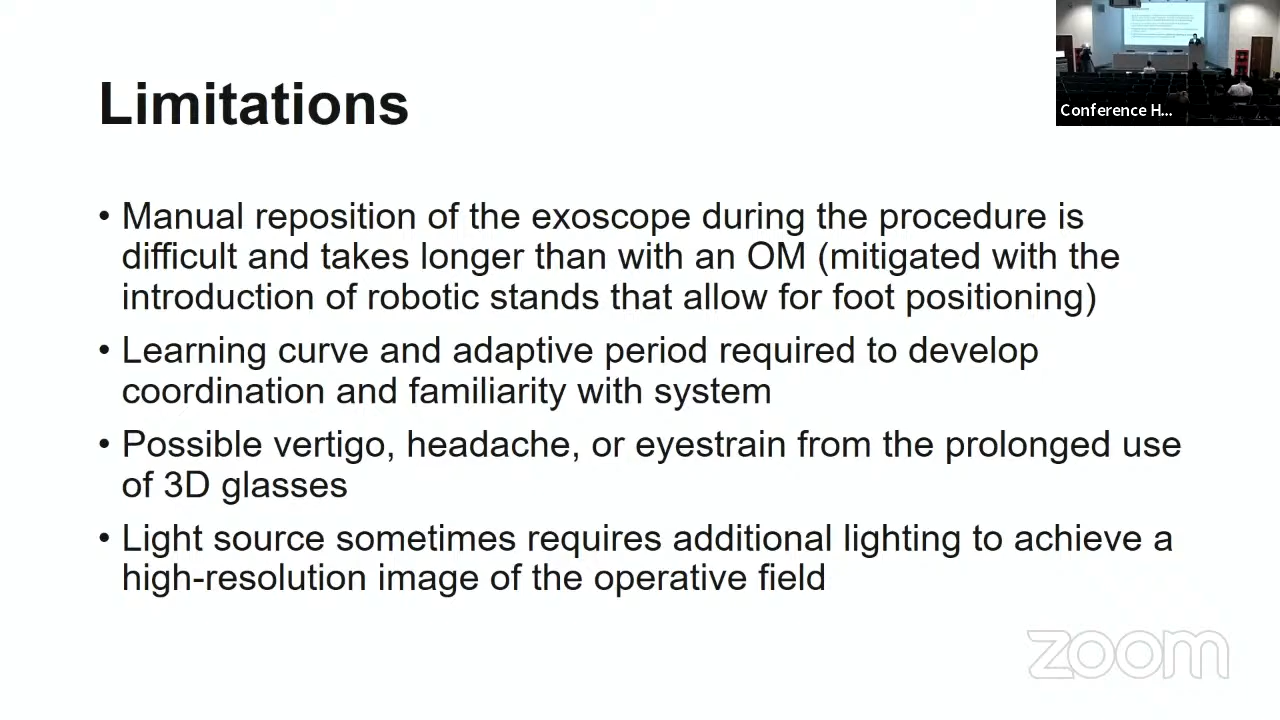 Limitations
Conference H...
• Manual reposition of the exoscope during the procedure is
difficult and takes longer than with an OM (mitigated with the
introduction of robotic stands that allow for foot positioning)
• Learning curve and adaptive period required to develop
coordination and familiarity with system
• Possible vertigo, headache, or eyestrain from the prolonged use
of 3D glasses
• Light source sometimes requires additional lighting to achieve a
high-resolution image of the operative field
zoom